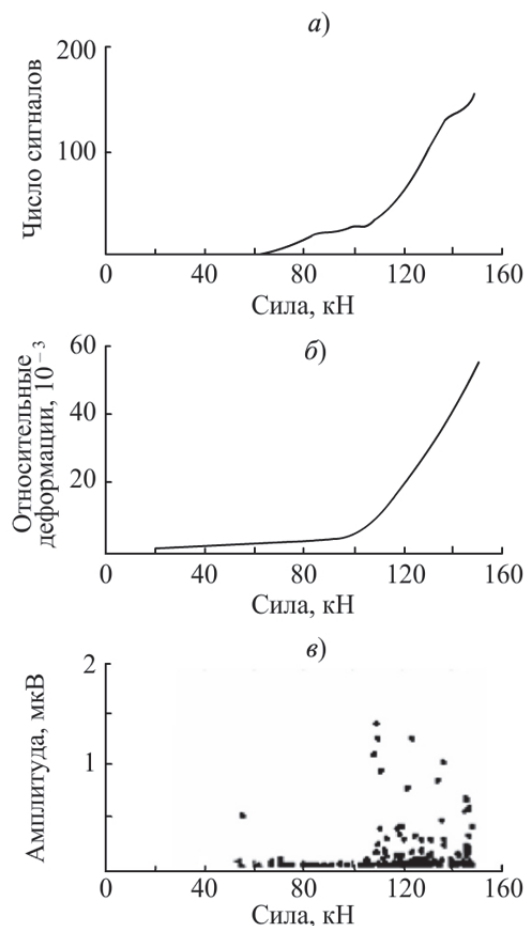 а)
Число сигналов
200
100
0 40 80 120 160
Сила, кН
б)
Относительные
деформации, 10⁻³
60
40
20
0 40 80 120 160
Сила, кН
в)
Амплитуда, мкВ
2
1
0 40 80 120 160
Сила, кН